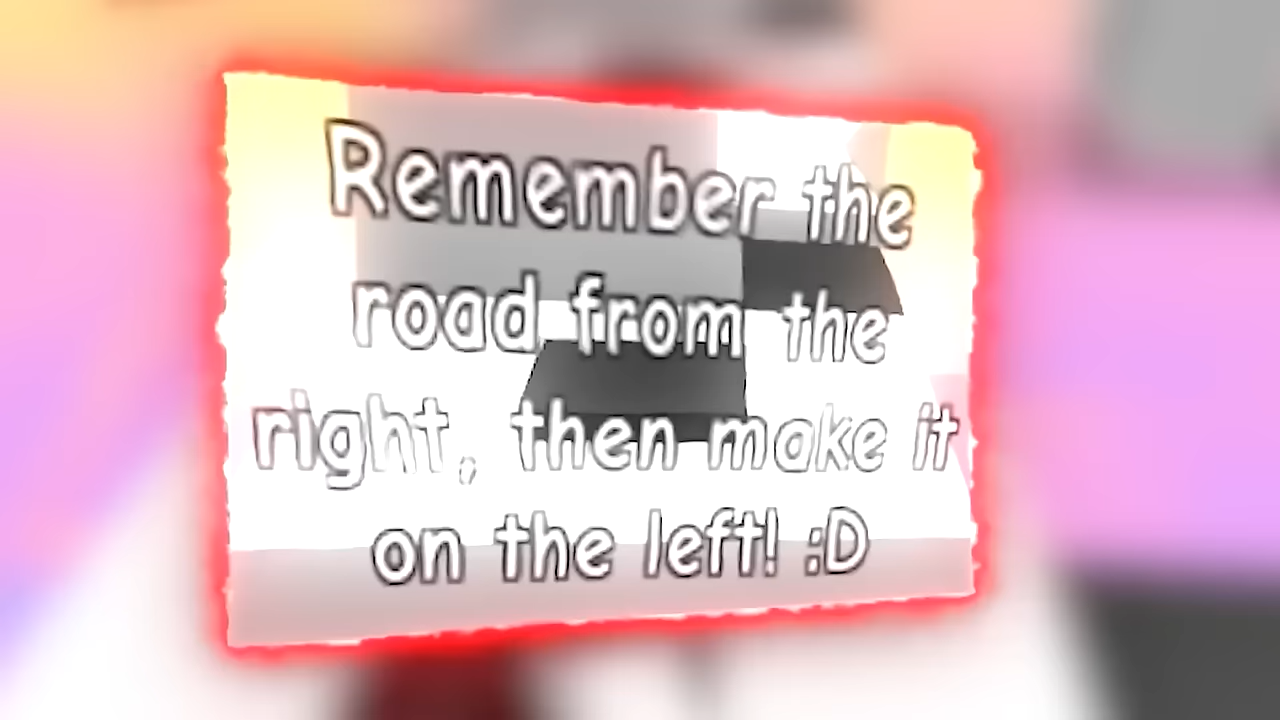 Remember the
road from the
right, then make it
on the left! :D